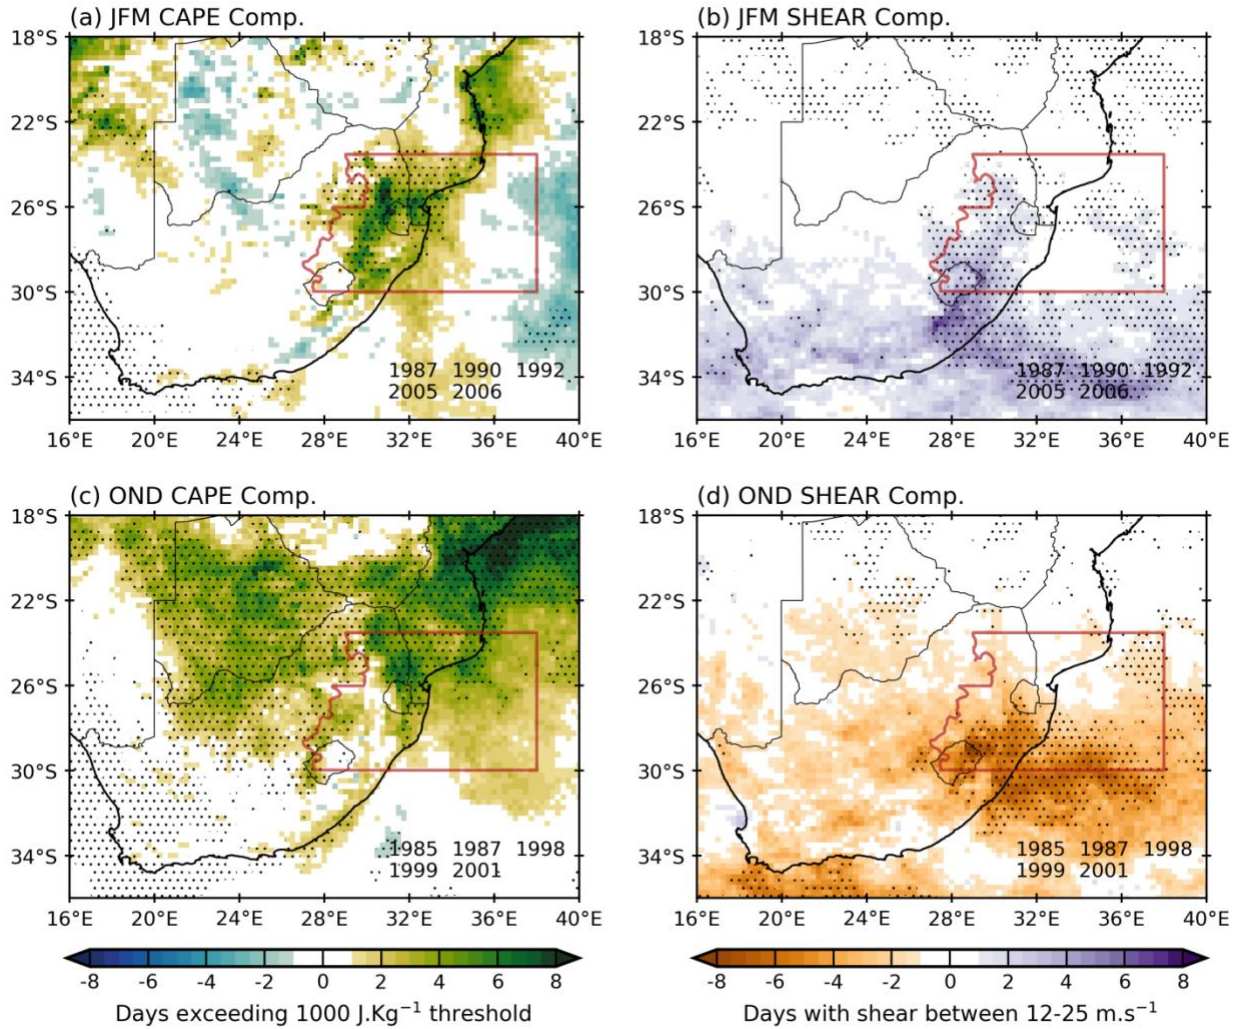 (a) JFM CAPE Comp.
18°S
22°S
26°S
30°S
34°S
1987 1990 1992
2005 2006
16°E 20°E 24°E 28°E 32°E 36°E 40°E
(b) JFM SHEAR Comp.
18°S
22°S
26°S
30°S
34°S
1987 1990 1992
2005 2006
16°E 20°E 24°E 28°E 32°E 36°E 40°E
(c) OND CAPE Comp.
18°S
22°S
26°S
30°S
34°S
1985 1987 1998
1999 2001
16°E 20°E 24°E 28°E 32°E 36°E 40°E
(d) OND SHEAR Comp.
18°S
22°S
26°S
30°S
34°S
1985 1987 1998
1999 2001
16°E 20°E 24°E 28°E 32°E 36°E 40°E
-8 -6 -4 -2 0 2 4 6 8
Days exceeding 1000 J.Kg⁻¹ threshold
-8 -6 -4 -2 0 2 4 6 8
Days with shear between 12-25 m.s⁻¹